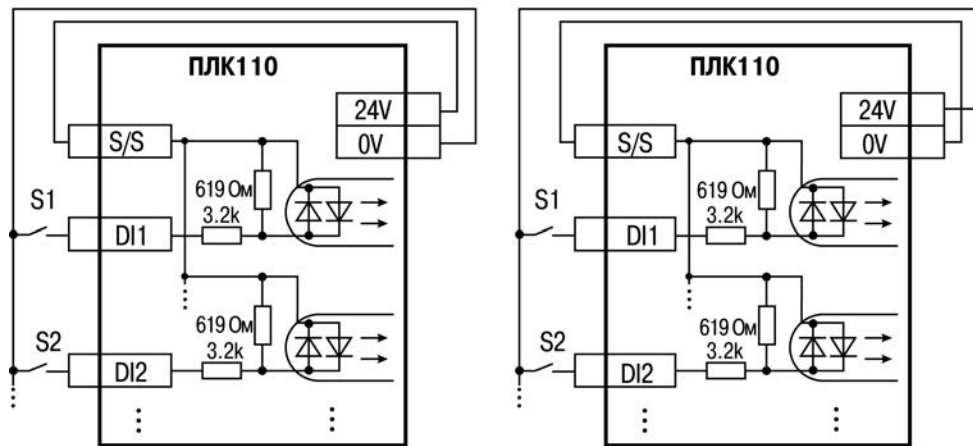 ПЛК110
24V
0V
S/S
619 Ом
3.2k
S1
DI1
619 Ом
3.2k
S2
DI2
ПЛК110
24V
0V
S/S
619 Ом
3.2k
S1
DI1
619 Ом
3.2k
S2
DI2